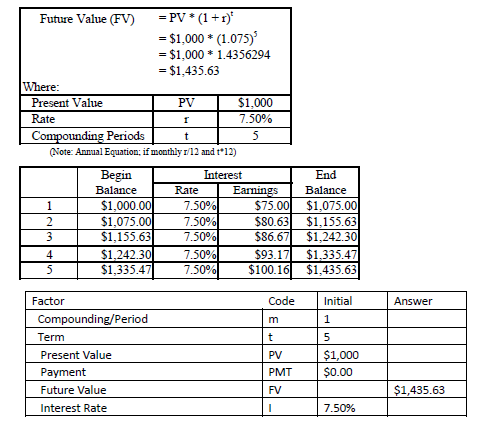 Future Value (FV) = PV * (1 + r)ᵗ
= $1,000 * (1.075)⁵
= $1,000 * 1.4356294
= $1,435.63
Where:
Present Value PV $1,000
Rate r 7.50%
Compounding Periods t 5
(Note: Annual Equation; if monthly r/12 and t*12)
Begin Interest End
Balance Rate Earnings Balance
1 $1,000.00 7.50% $75.00 $1,075.00
2 $1,075.00 7.50% $80.63 $1,155.63
3 $1,155.63 7.50% $86.67 $1,242.30
4 $1,242.30 7.50% $93.17 $1,335.47
5 $1,335.47 7.50% $100.16 $1,435.63
Factor Code Initial Answer
Compounding/Period m 1
Term t 5
Present Value PV $1,000
Payment PMT $0.00
Future Value FV $1,435.63
Interest Rate I 7.50%